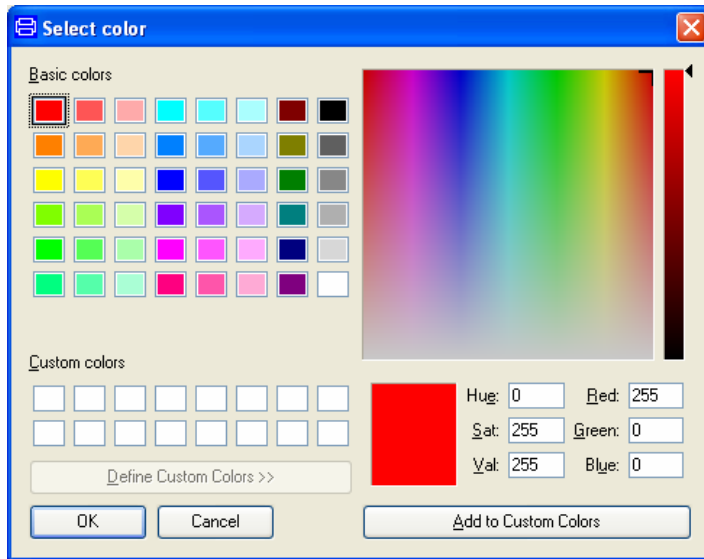 Select color
Basic colors
Custom colors
Define Custom Colors >>
OK Cancel
Hue: 0 Red: 255
Sat: 255 Green: 0
Val: 255 Blue: 0
Add to Custom Colors